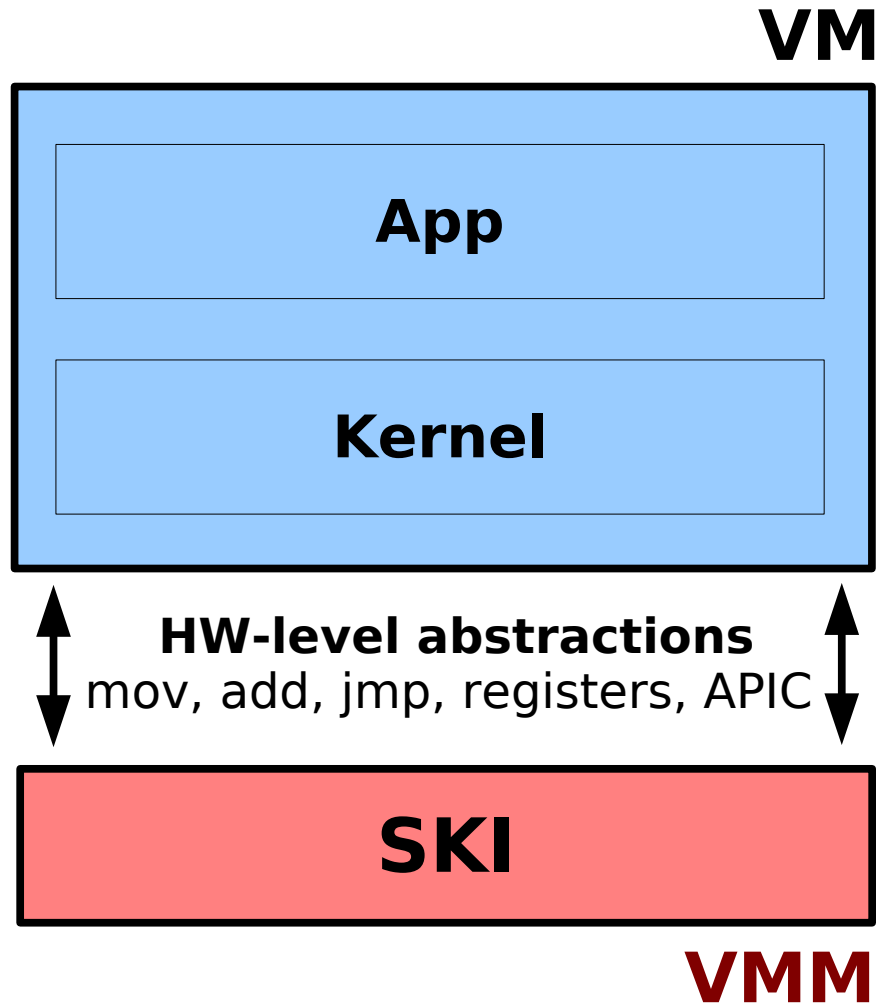 VM
App
Kernel
HW-level abstractions
mov, add, jmp, registers, APIC
SKI
VMM